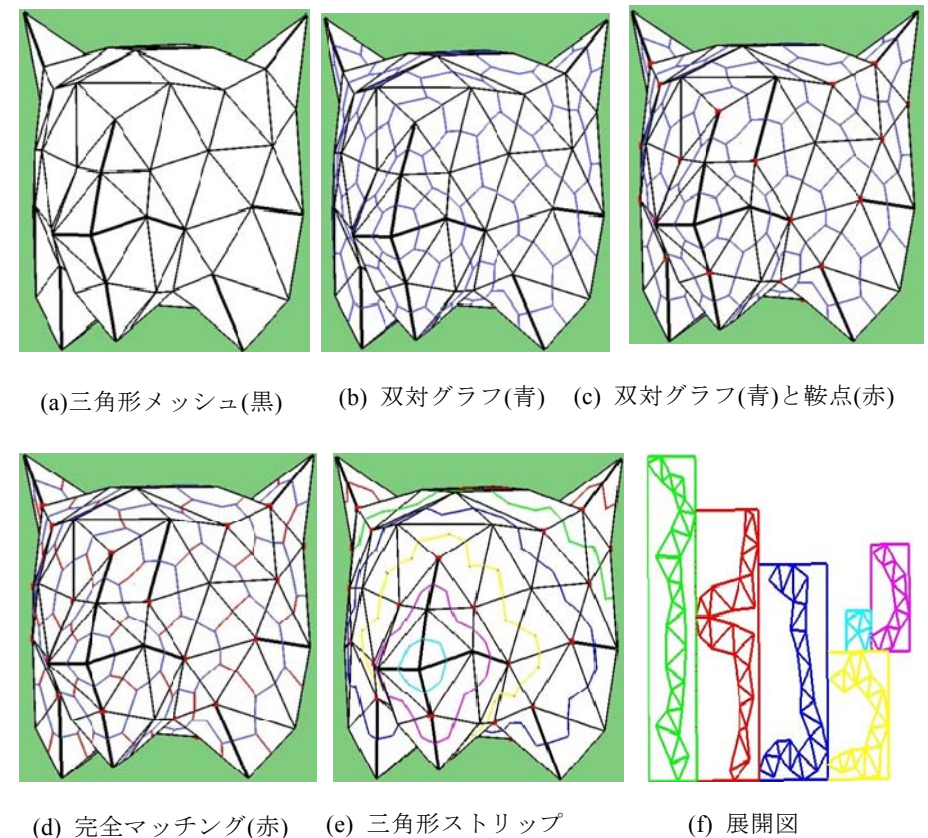 (a)三角形メッシュ(黒)
(b) 双対グラフ(青)
(c) 双対グラフ(青)と鞍点(赤)
(d) 完全マッチング(赤)
(e) 三角形ストリップ
(f) 展開図